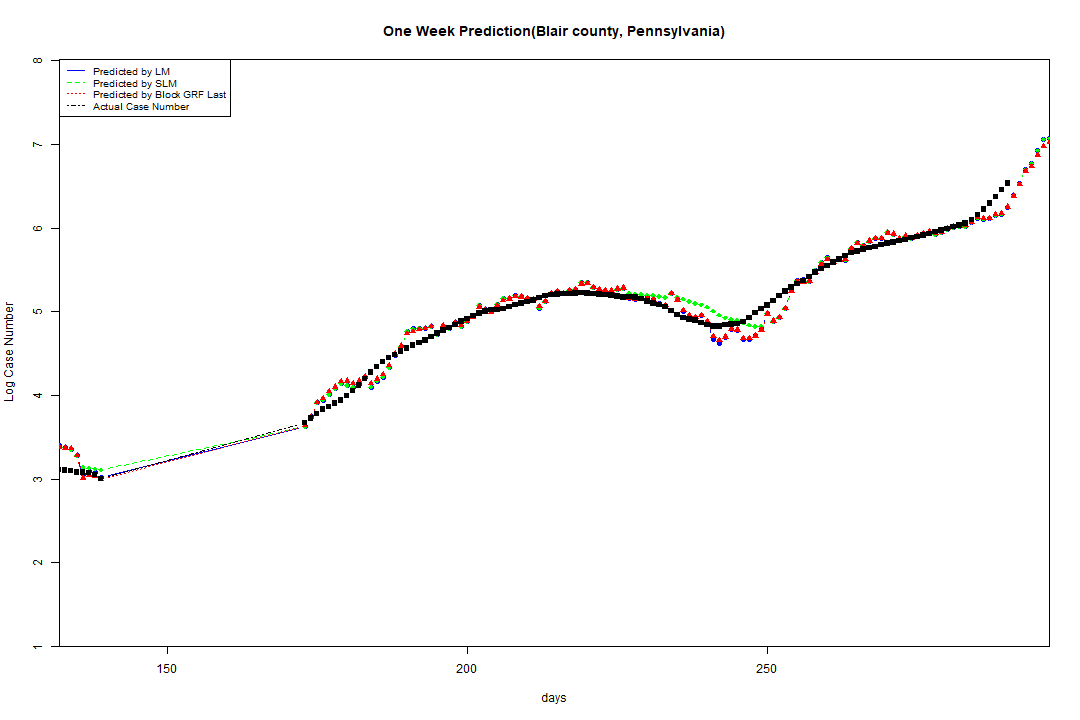 One Week Prediction(Blair county, Pennsylvania)
Predicted by LM
Predicted by SLM
Predicted by Block GRF Last
Actual Case Number
8
7
6
5
4
3
2
1
Log Case Number
150
200
250
days